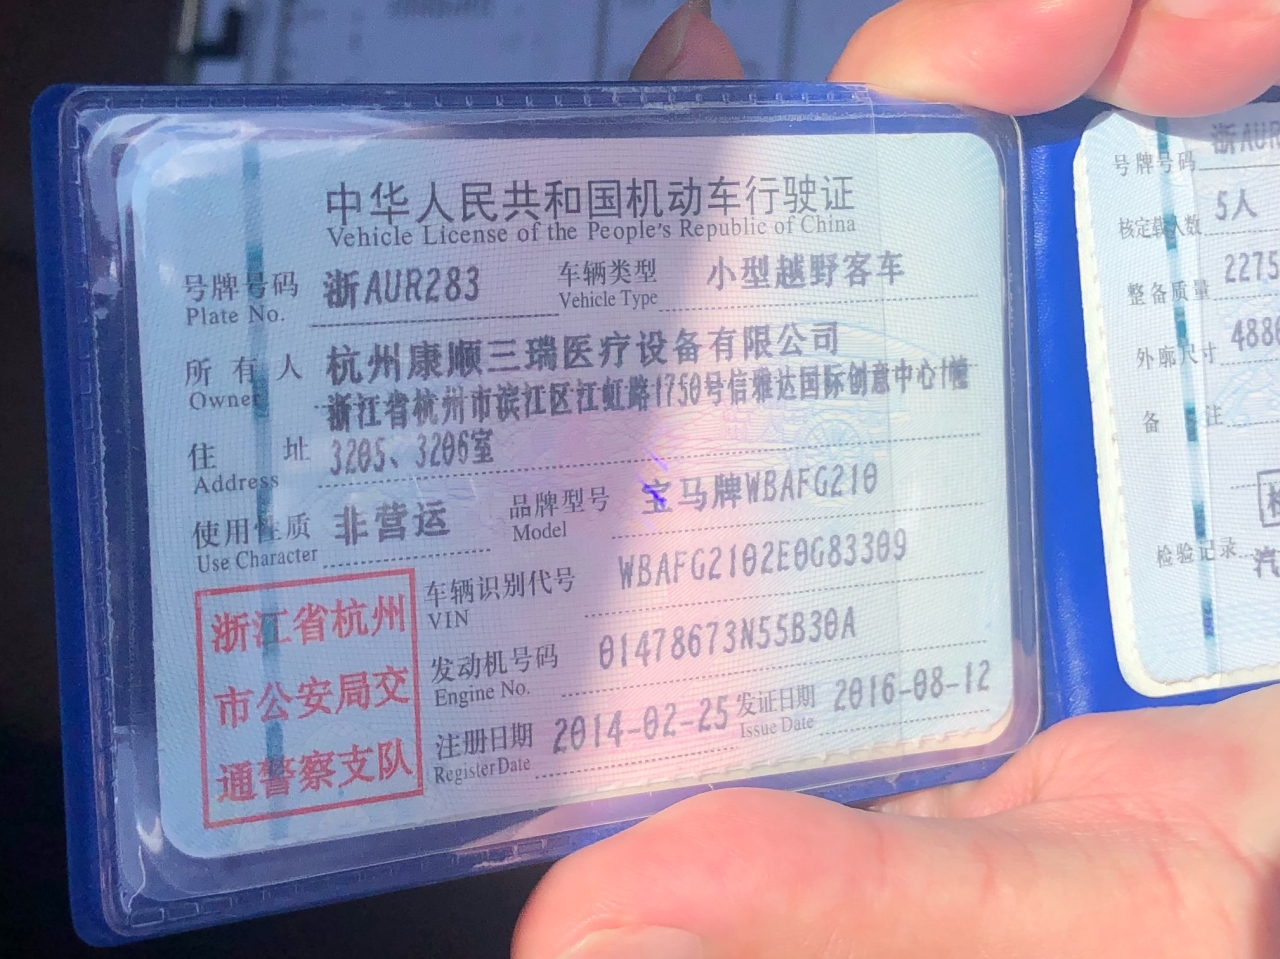 中华人民共和国机动车行驶证
Vehicle License of the People's Republic of China
号牌号码 浙AUR283 车辆类型 小型越野客车
Plate No. Vehicle Type
所有人 杭州康顺三瑞医疗设备有限公司
Owner
浙江省杭州市滨江区江虹路1750号信雅达国际创意中心1幢
住址 3205、3206室
Address
使用性质 非营运 品牌型号 宝马牌WBAFG210
Use Character Model
车辆识别代号 WBAFG2102E0G83309
VIN
发动机号码 01478673N55B30A
Engine No.
注册日期 2014-02-25 发证日期 2016-08-12
Register Date Issue Date
浙江省杭州
市公安局交
通警察支队
号牌号码 浙AUR
核定载人数 5人
整备质量 2275
外廓尺寸 488
备注
检验记录
汽